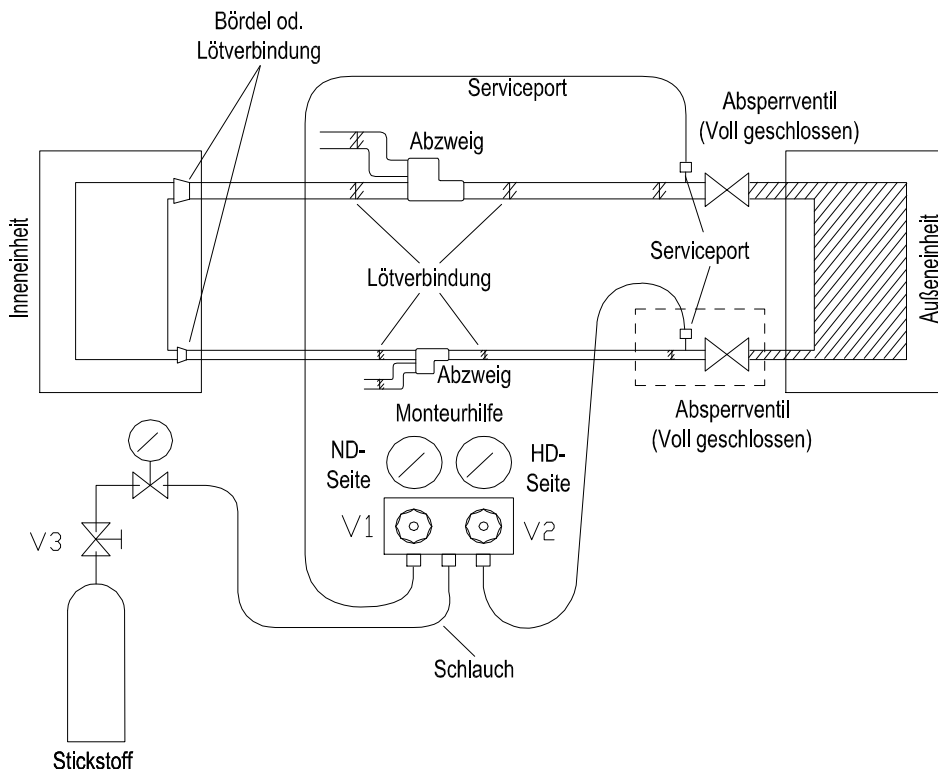 Bördel od.
Lötverbindung
Serviceport
Absperrventil
(Voll geschlossen)
Abzweig
Inneneinheit
Lötverbindung
Serviceport
Außeneinheit
Abzweig
Absperrventil
(Voll geschlossen)
Monteurhilfe
ND-
Seite
HD-
Seite
V1
V2
V3
Schlauch
Stickstoff